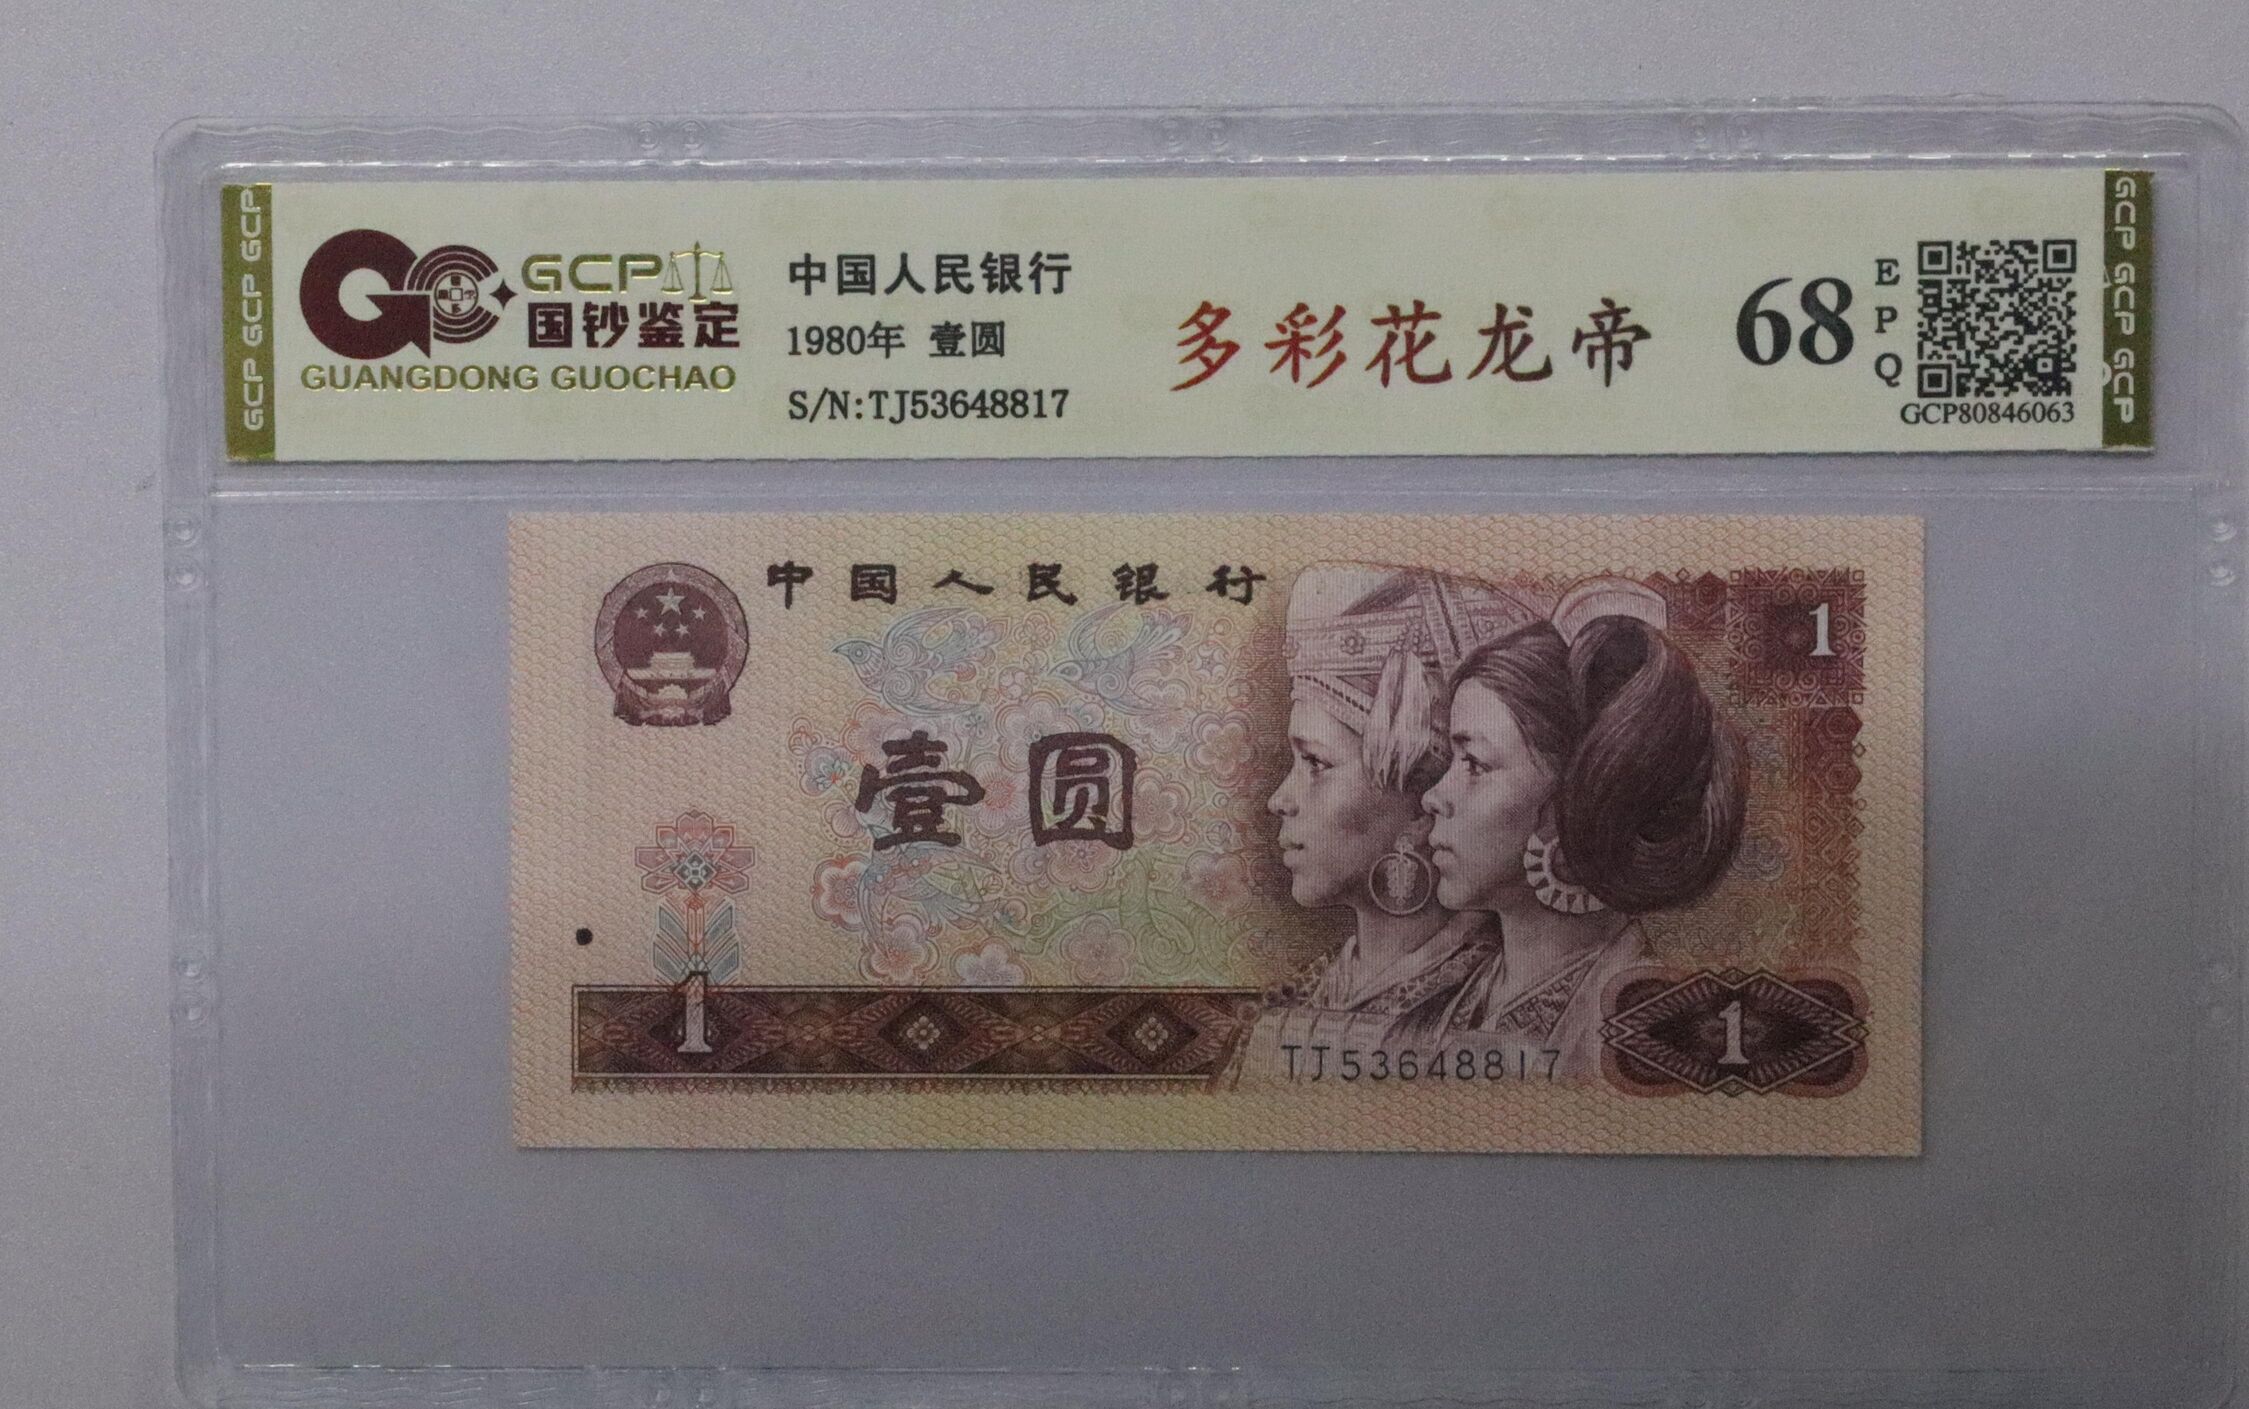 GCP GCP GCP
GCP
国钞鉴定
GUANGDONG GUOCHAO
中国人民银行
1980年 壹圆
S/N:TJ53648817
多彩花龙帝
68
EPQ
GCP80846063
GCP GCP GCP
中国人民银行
1
壹圆
1
TJ53648817
1